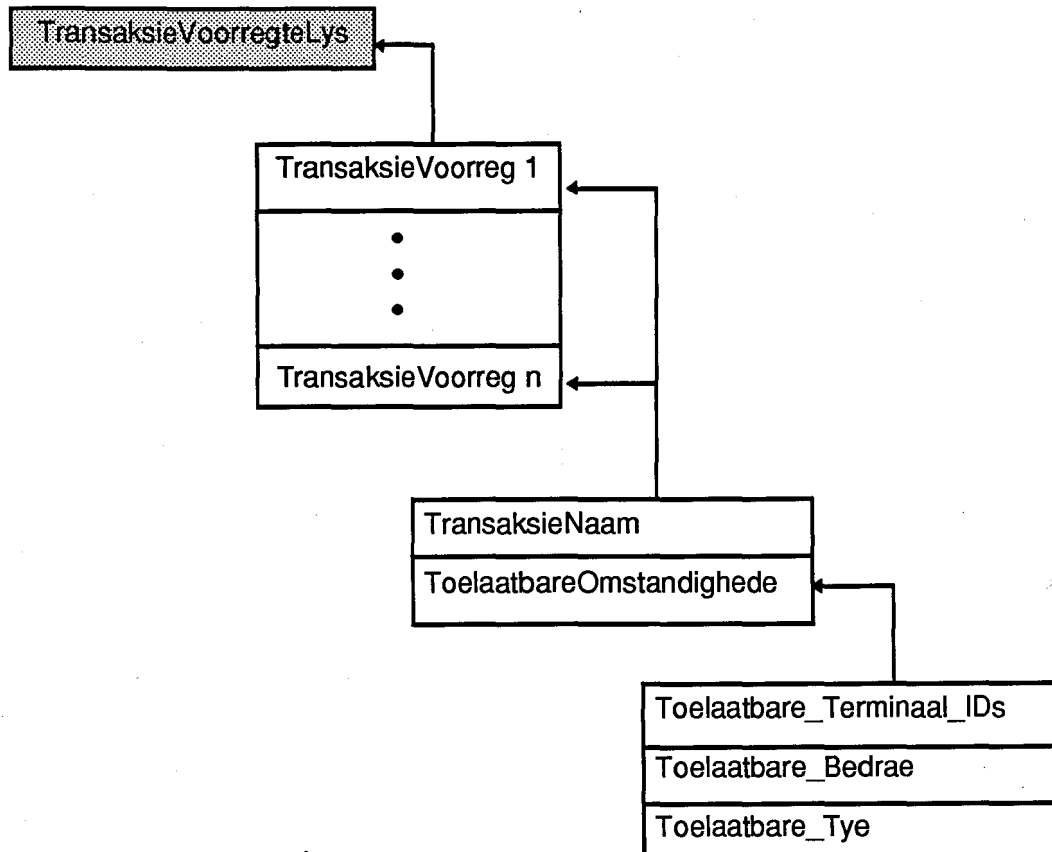 TransaksieVoorregteLys
TransaksieVoorreg 1
TransaksieVoorreg n
TransaksieNaam
ToelaatbareOmstandighede
Toelaatbare_Terminaal_IDs
Toelaatbare_Bedrae
Toelaatbare_Tye